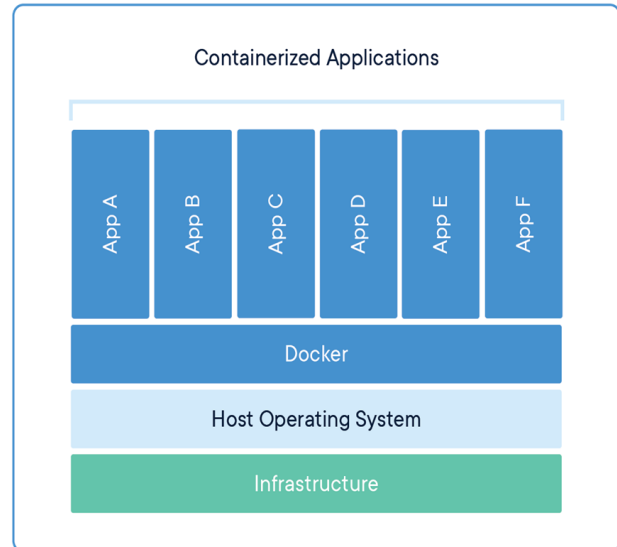 Containerized Applications
App A
App B
App C
App D
App E
App F
Docker
Host Operating System
Infrastructure